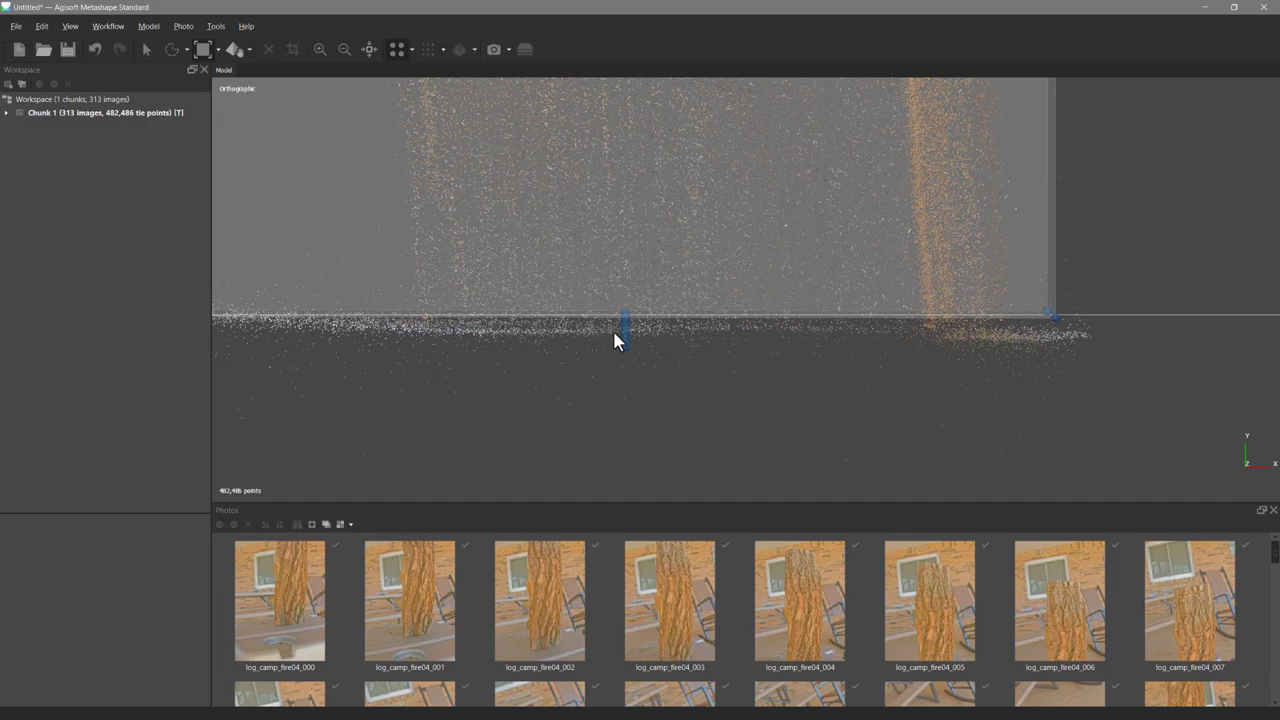 Untitled* — Agisoft Metashape Standard
File Edit View Workflow Model Photo Tools Help
Workspace
Model
Workspace (1 chunks, 313 images)
Chunk 1 (313 images, 482,486 tie points) [T]
Orthographic
Y
Z X
482,486 points
Photos
log_camp_fire04_000 log_camp_fire04_001 log_camp_fire04_002 log_camp_fire04_003 log_camp_fire04_004 log_camp_fire04_005 log_camp_fire04_006 log_camp_fire04_007